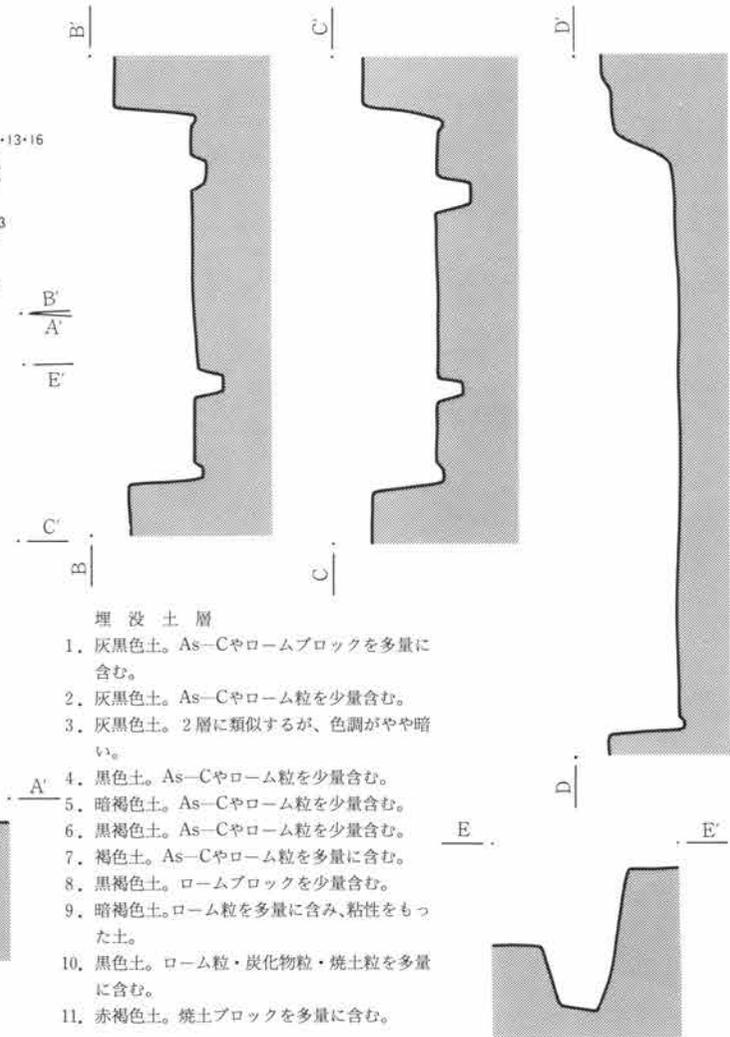 B'
C'
D'
・13・16
3
B'
A'
E'
C'
B
C
D
埋没土層
1．灰黒色土。As—Cやロームブロックを多量に
含む。
2．灰黒色土。As—Cやローム粒を少量含む。
3．灰黒色土。2層に類似するが、色調がやや暗
い。
4．黒色土。As—Cやローム粒を少量含む。
5．暗褐色土。As—Cやローム粒を少量含む。
6．黒褐色土。As—Cやローム粒を少量含む。
7．褐色土。As—Cやローム粒を多量に含む。
8．黒褐色土。ロームブロックを少量含む。
9．暗褐色土。ローム粒を多量に含み、粘性をもっ
た土。
10．黒色土。ローム粒・炭化物粒・焼土粒を多量
に含む。
11．赤褐色土。焼土ブロックを多量に含む。
A'
E
E'